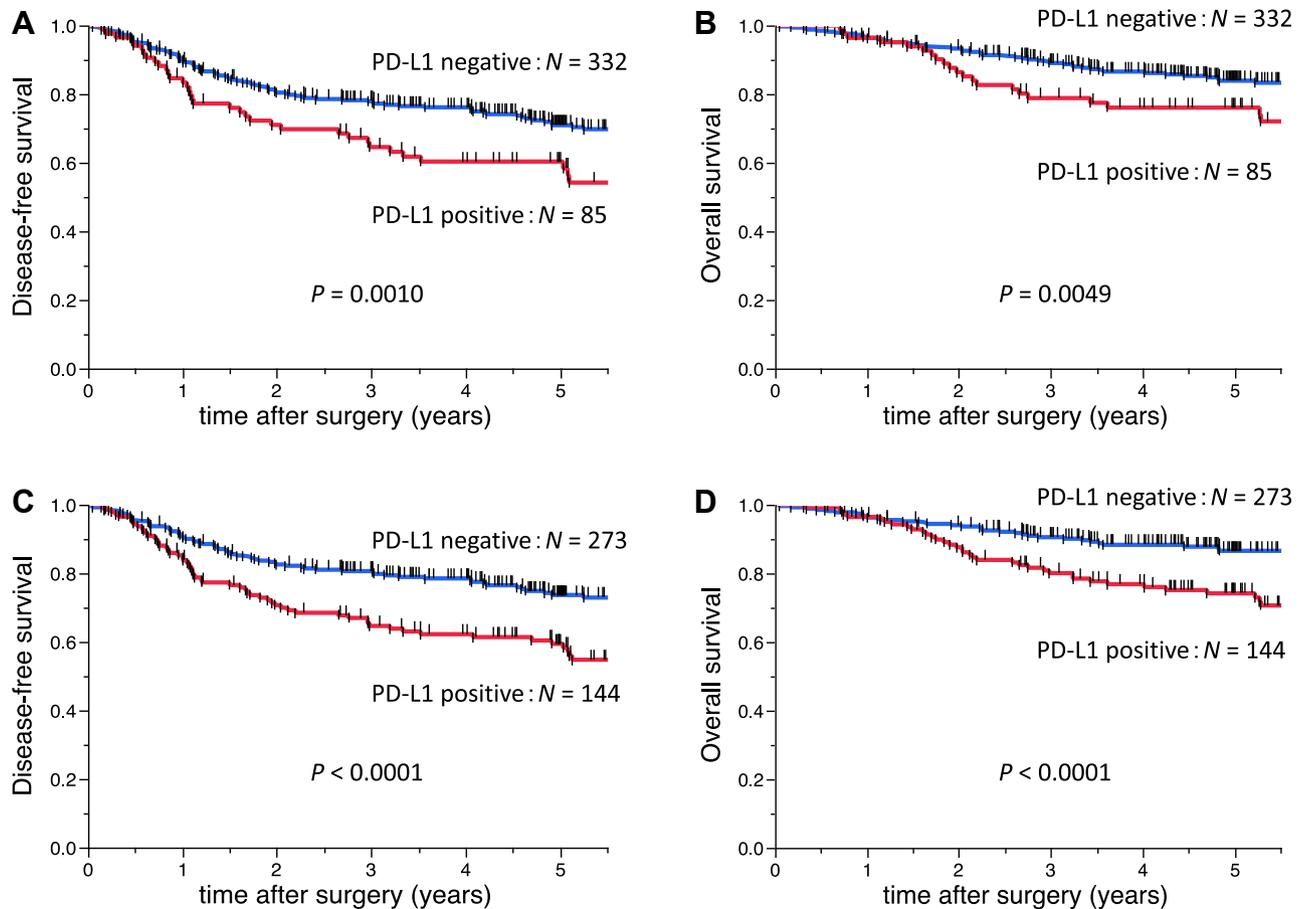 A
1.0
0.8
0.6
0.4
0.2
0.0
Disease-free survival
PD-L1 negative: N = 332
PD-L1 positive: N = 85
P = 0.0010
0 1 2 3 4 5
time after surgery (years)
B
1.0
0.8
0.6
0.4
0.2
0.0
Overall survival
PD-L1 negative: N = 332
PD-L1 positive: N = 85
P = 0.0049
0 1 2 3 4 5
time after surgery (years)
C
1.0
0.8
0.6
0.4
0.2
0.0
Disease-free survival
PD-L1 negative: N = 273
PD-L1 positive: N = 144
P < 0.0001
0 1 2 3 4 5
time after surgery (years)
D
1.0
0.8
0.6
0.4
0.2
0.0
Overall survival
PD-L1 negative: N = 273
PD-L1 positive: N = 144
P < 0.0001
0 1 2 3 4 5
time after surgery (years)